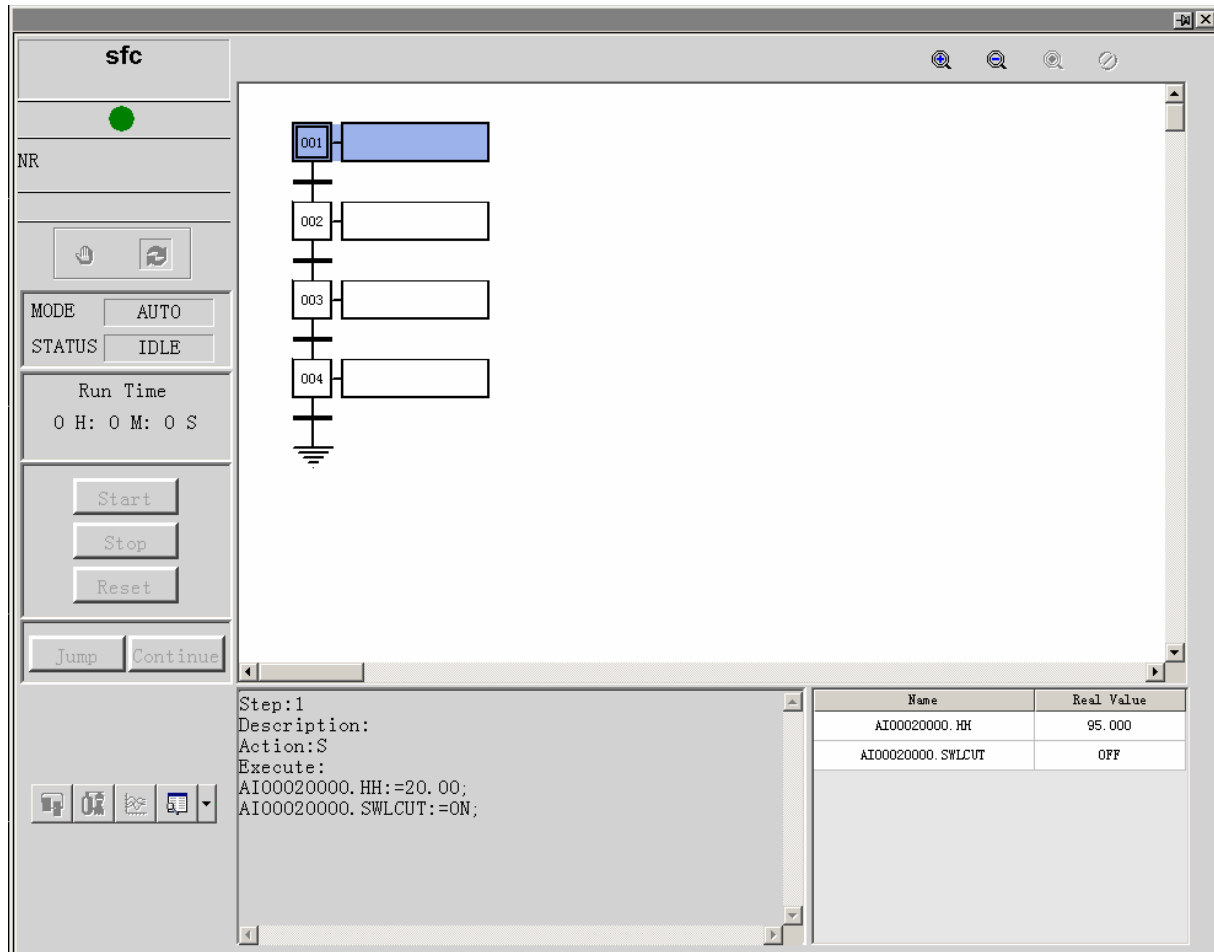 sfc
NR
MODE AUTO
STATUS IDLE
Run Time
0 H: 0 M: 0 S
Start
Stop
Reset
Jump Continue
001
002
003
004
Step:1
Description:
Action:S
Execute:
AI00020000.HH:=20.00;
AI00020000.SWLCUT:=ON;
Name Real Value
AI00020000.HH 95.000
AI00020000.SWLCUT OFF